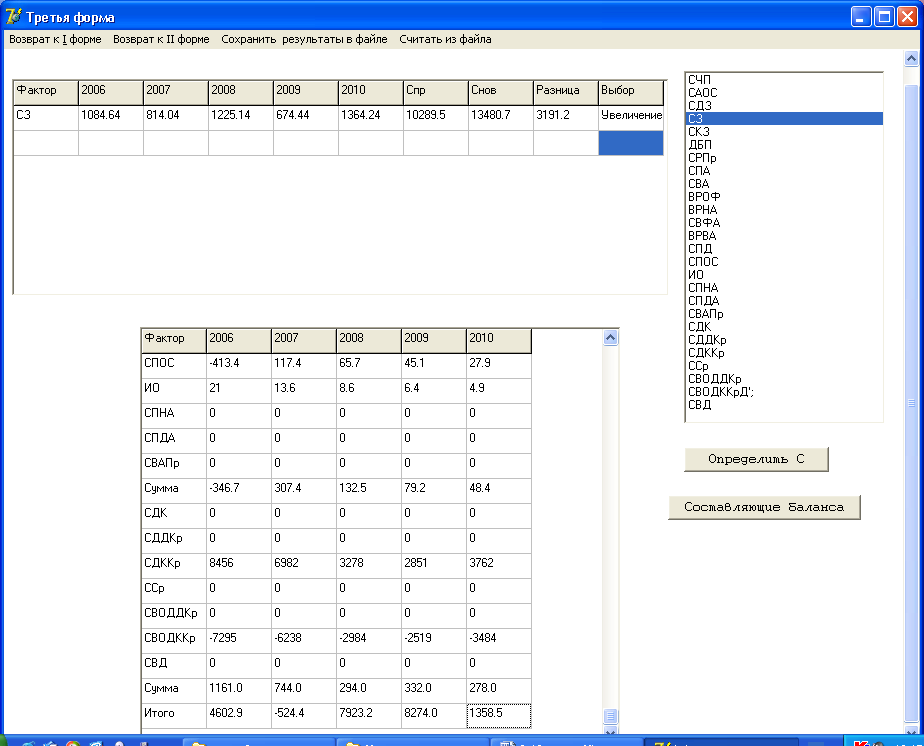 Третья форма
Возврат к I форме Возврат к II форме Сохранить результаты в файле Считать из файла
Фактор 2006 2007 2008 2009 2010 Спр Снов Разница Выбор
СЗ 1084.64 814.04 1225.14 674.44 1364.24 10289.5 13480.7 3191.2 Увеличение
СЧП
САОС
СДЗ
СЗ
СКЗ
ДБП
СРПр
СПА
СВА
ВРОФ
ВРНА
СВФА
ВРВА
СПД
СПОС
ИО
СПНА
СПДА
СВАПр
СДК
СДДКр
СДККр
ССр
СВОДДКр
СВОДККрД';
СВД
Фактор 2006 2007 2008 2009 2010
СПОС -413.4 117.4 65.7 45.1 27.9
ИО 21 13.6 8.6 6.4 4.9
СПНА 0 0 0 0 0
СПДА 0 0 0 0 0
СВАПр 0 0 0 0 0
Сумма -346.7 307.4 132.5 79.2 48.4
СДК 0 0 0 0 0
СДДКр 0 0 0 0 0
СДККр 8456 6982 3278 2851 3762
ССр 0 0 0 0 0
СВОДДКр 0 0 0 0 0
СВОДККр -7295 -6238 -2984 -2519 -3484
СВД 0 0 0 0 0
Сумма 1161.0 744.0 294.0 332.0 278.0
Итого 4602.9 -524.4 7923.2 8274.0 1358.5
Определить С
Составляющие баланса